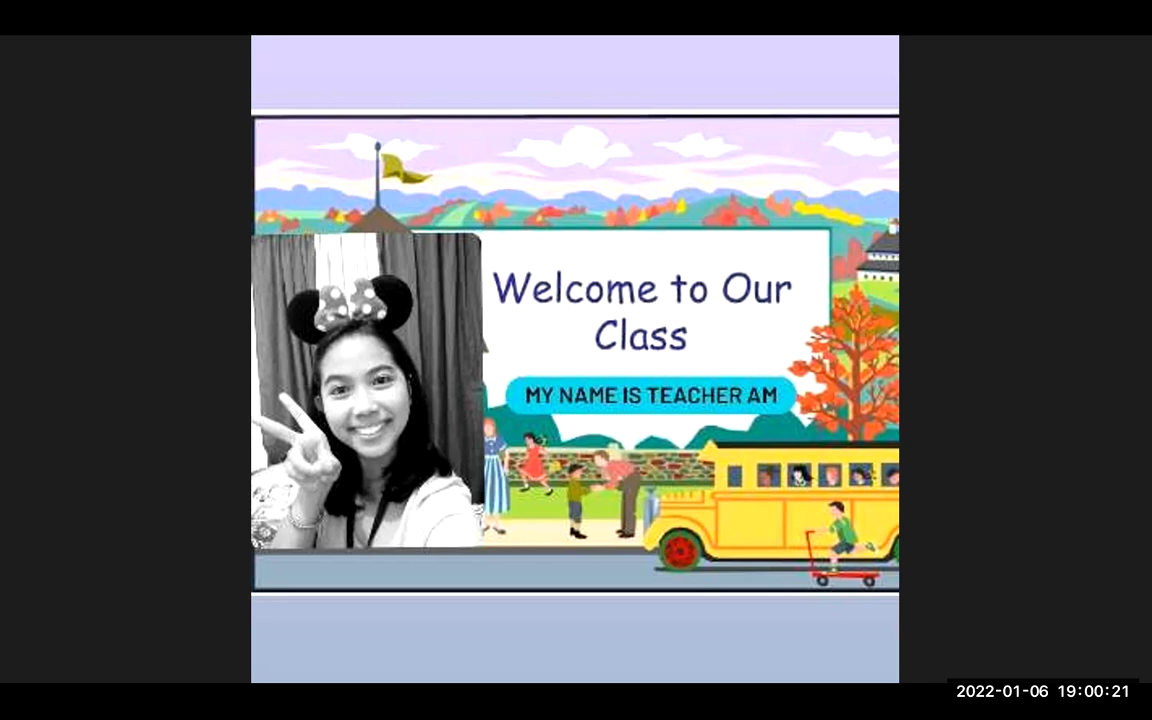 Welcome to Our
Class
MY NAME IS TEACHER AM
2022-01-06 19:00:21